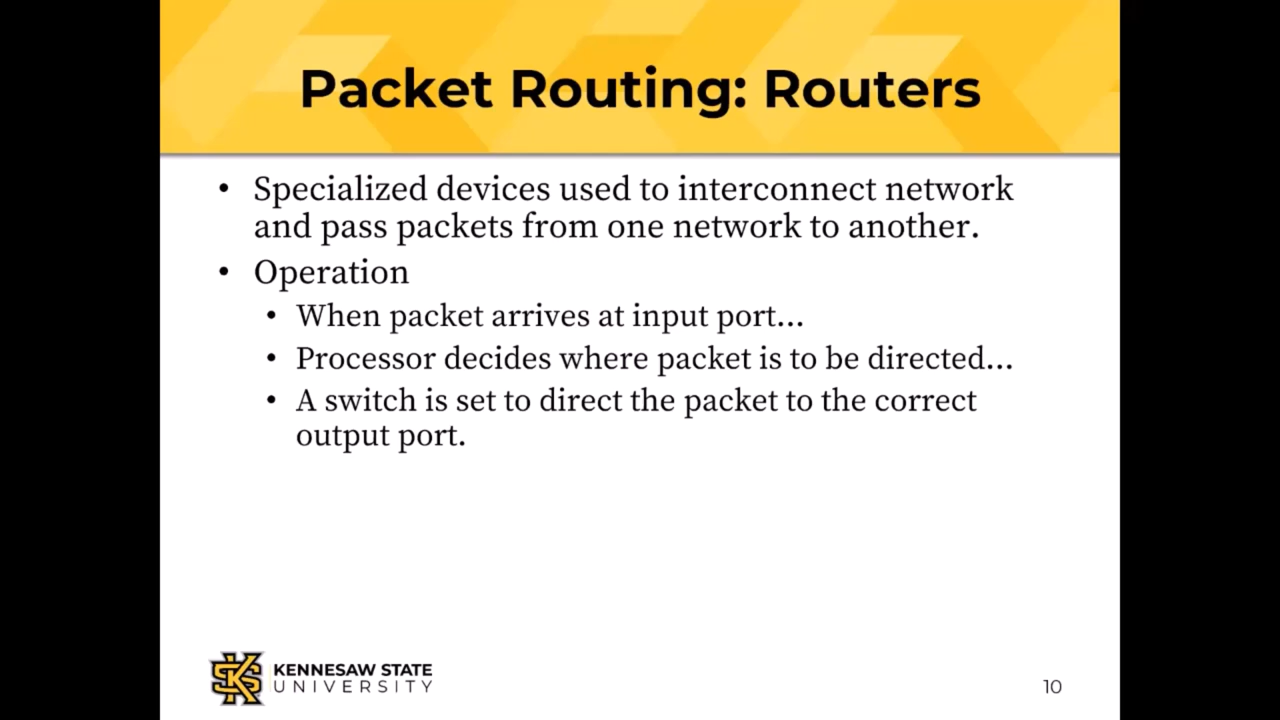 Packet Routing: Routers
• Specialized devices used to interconnect network
and pass packets from one network to another.
• Operation
• When packet arrives at input port...
• Processor decides where packet is to be directed...
• A switch is set to direct the packet to the correct
output port.
KENNESAW STATE
UNIVERSITY
10